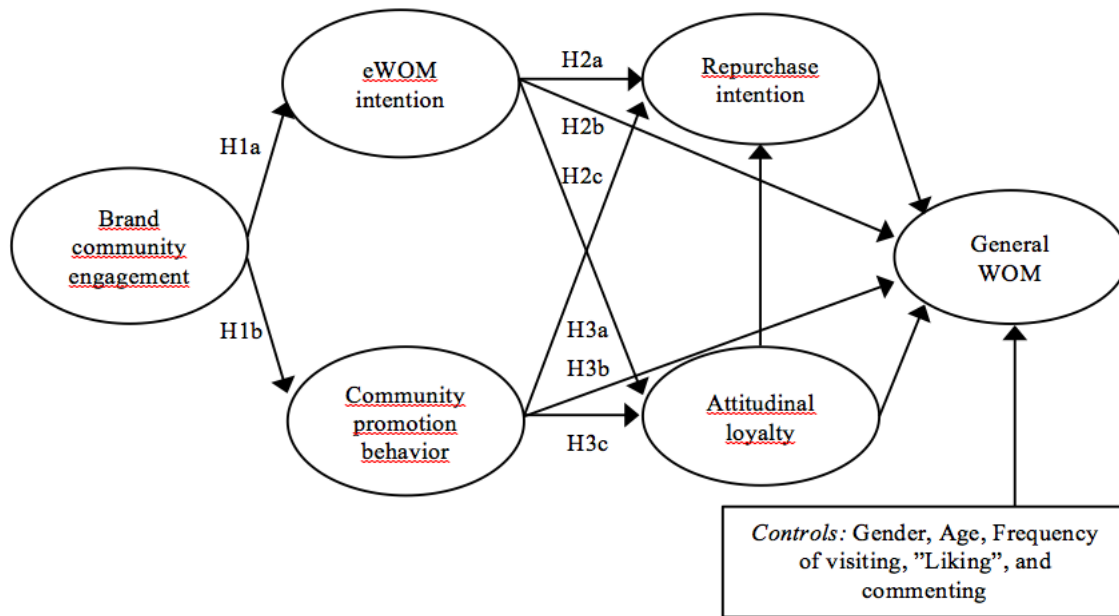 eWOM
intention
H2a
Repurchase
intention
H1a
H2b
H2c
Brand
community
engagement
General
WOM
H1b
H3a
H3b
Community
promotion
behavior
Attitudinal
loyalty
H3c
Controls: Gender, Age, Frequency
of visiting, ”Liking”, and
commenting